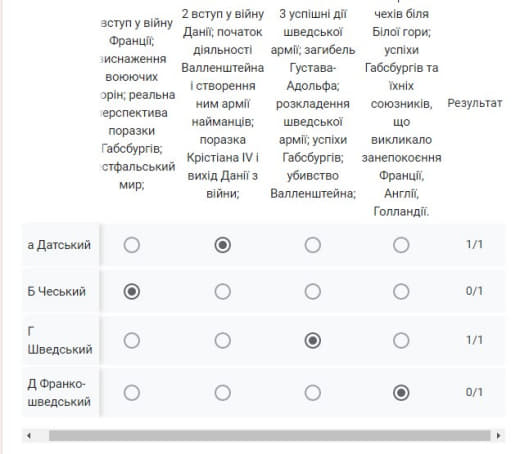 вступ у війну
Франції;
виснаження
воюючих
орін; реальна
перспектива
поразки
Габсбургів;
стфальський
мир;
2 вступ у війну
Данії; початок
діяльності
Валленштейна
і створення
ним армії
найманців;
поразка
Крістіана IV і
вихід Данії з
війни;
3 успішні дії
шведської
армії; загибель
Густава-
Адольфа;
розкладення
шведської
армії; успіхи
Габсбургів;
убивство
Валленштейна;
чехів біля
Білої гори;
успіхи
Габсбургів та
їхніх
союзників,
що
викликало
занепокоєння
Франції,
Англії,
Голландії.
Результат
а Датський
1/1
Б Чеський
0/1
Г
Шведський
1/1
Д Франко-
шведський
0/1